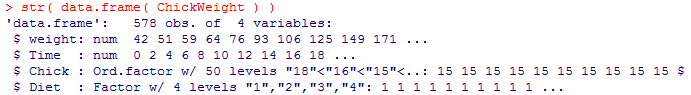 > str( data.frame( ChickWeight ) )
'data.frame':   578 obs. of  4 variables:
 $ weight: num  42 51 59 64 76 93 106 125 149 171 ...
 $ Time  : num  0 2 4 6 8 10 12 14 16 18 ...
 $ Chick : Ord.factor w/ 50 levels "18"<"16"<"15"<..: 15 15 15 15 15 15 15 15 15 15 $
 $ Diet  : Factor w/ 4 levels "1","2","3","4": 1 1 1 1 1 1 1 1 1 1 ...